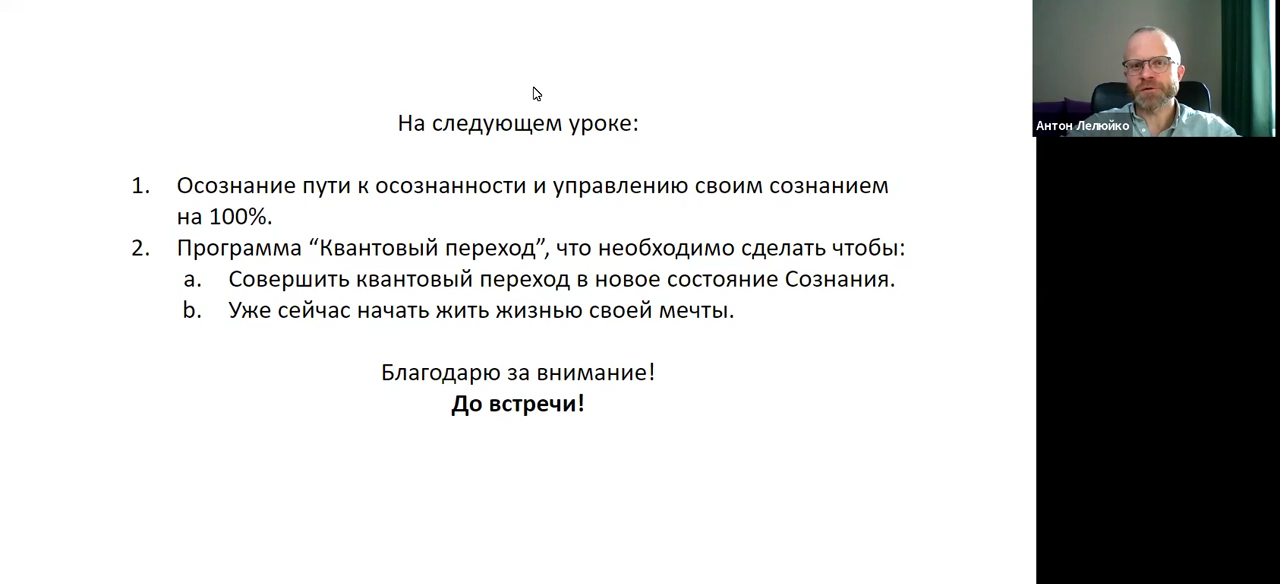 На следующем уроке:
1. Осознание пути к осознанности и управлению своим сознанием
на 100%.
2. Программа “Квантовый переход”, что необходимо сделать чтобы:
a. Совершить квантовый переход в новое состояние Сознания.
b. Уже сейчас начать жить жизнью своей мечты.
Благодарю за внимание!
До встречи!
Антон Лелюйко